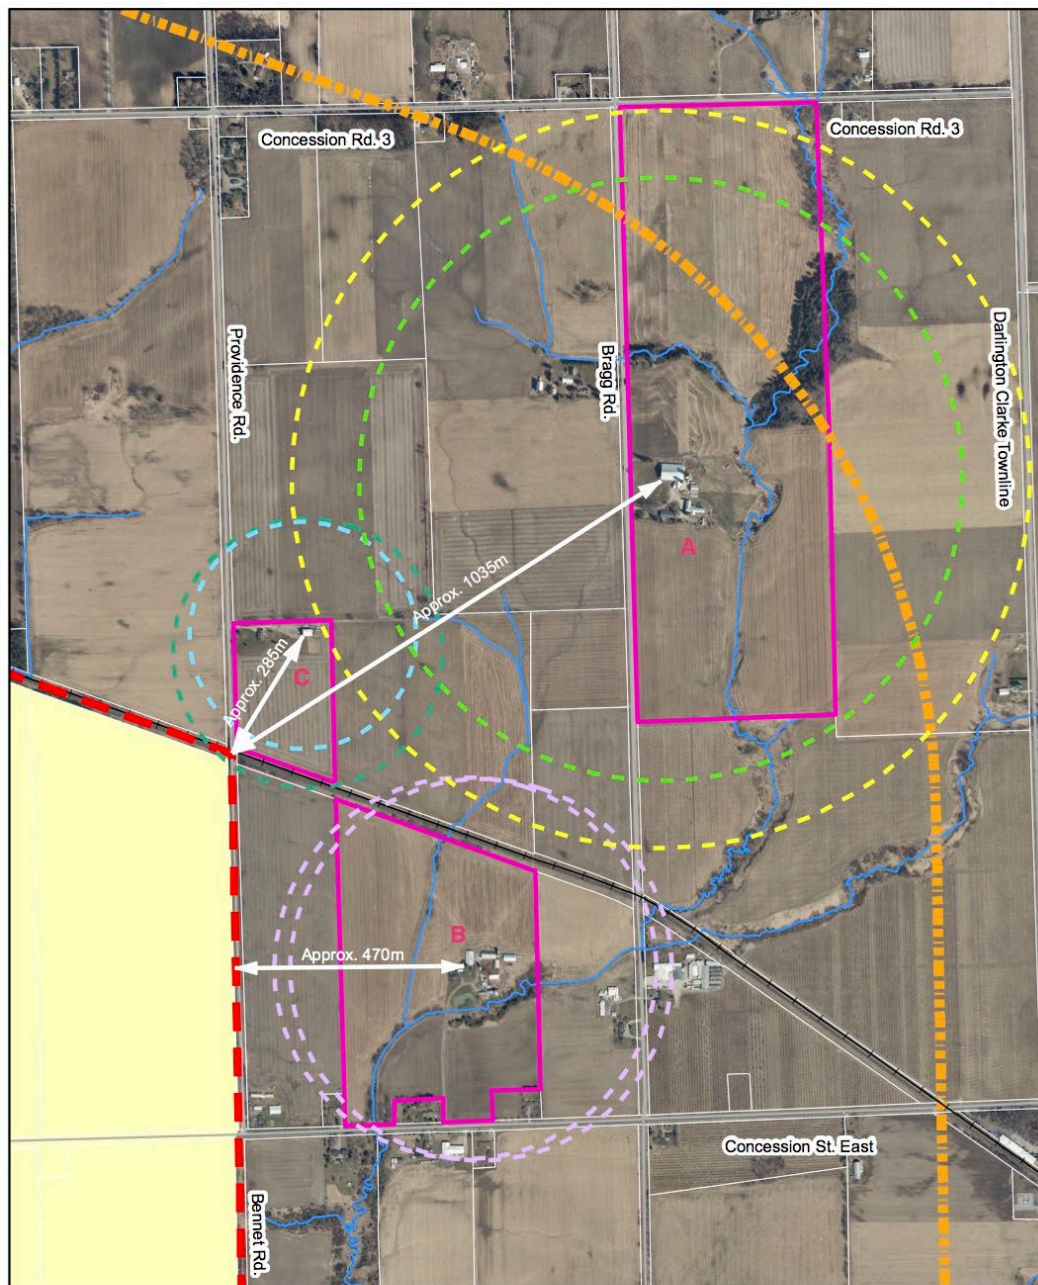 Concession Rd. 3
Concession Rd. 3
Providence Rd.
Bragg Rd.
Darlington Clarke Townline
A
Approx. 1035m
Approx. 285m
C
B
Approx. 470m
Concession St. East
Bennet Rd.